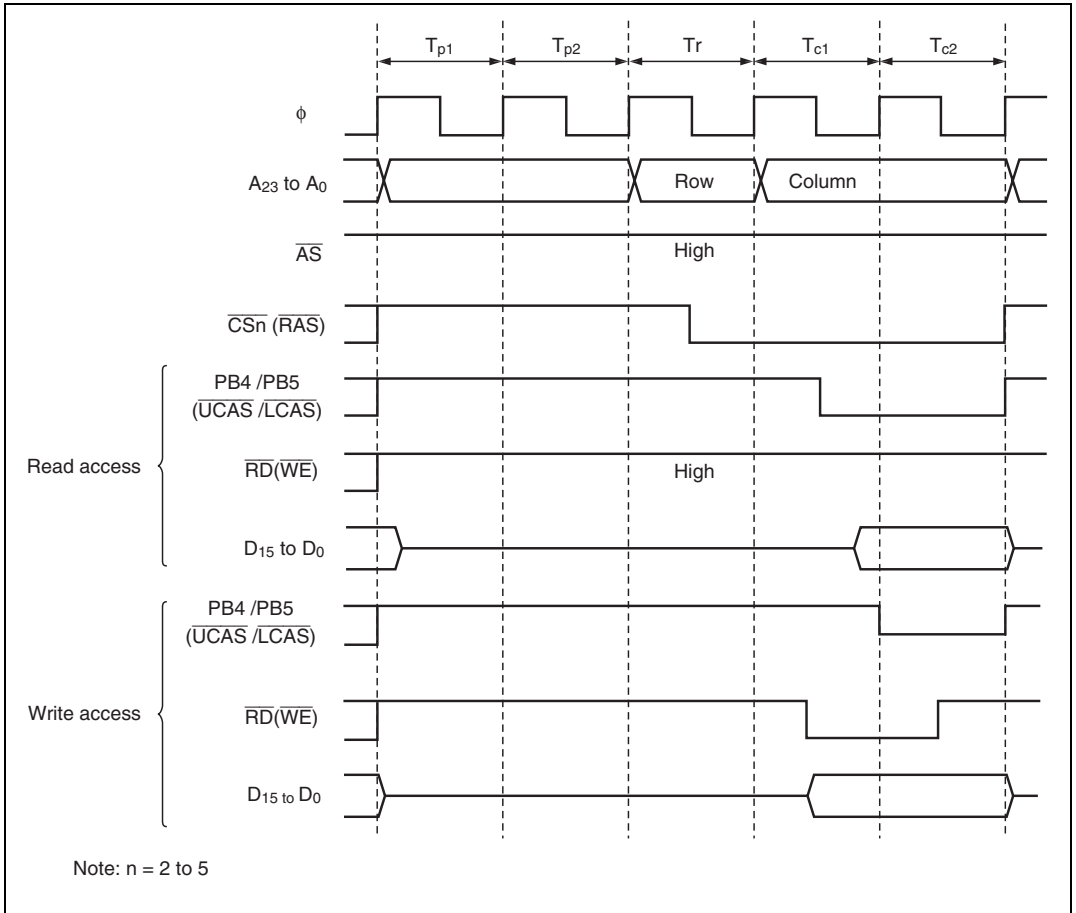 Tp1 Tp2 Tr Tc1 Tc2
φ
A23 to A0 Row Column
AS High
CSn (RAS)
Read access
PB4 /PB5
(UCAS /LCAS)
RD(WE) High
D15 to D0
Write access
PB4 /PB5
(UCAS /LCAS)
RD(WE)
D15 to D0
Note: n = 2 to 5